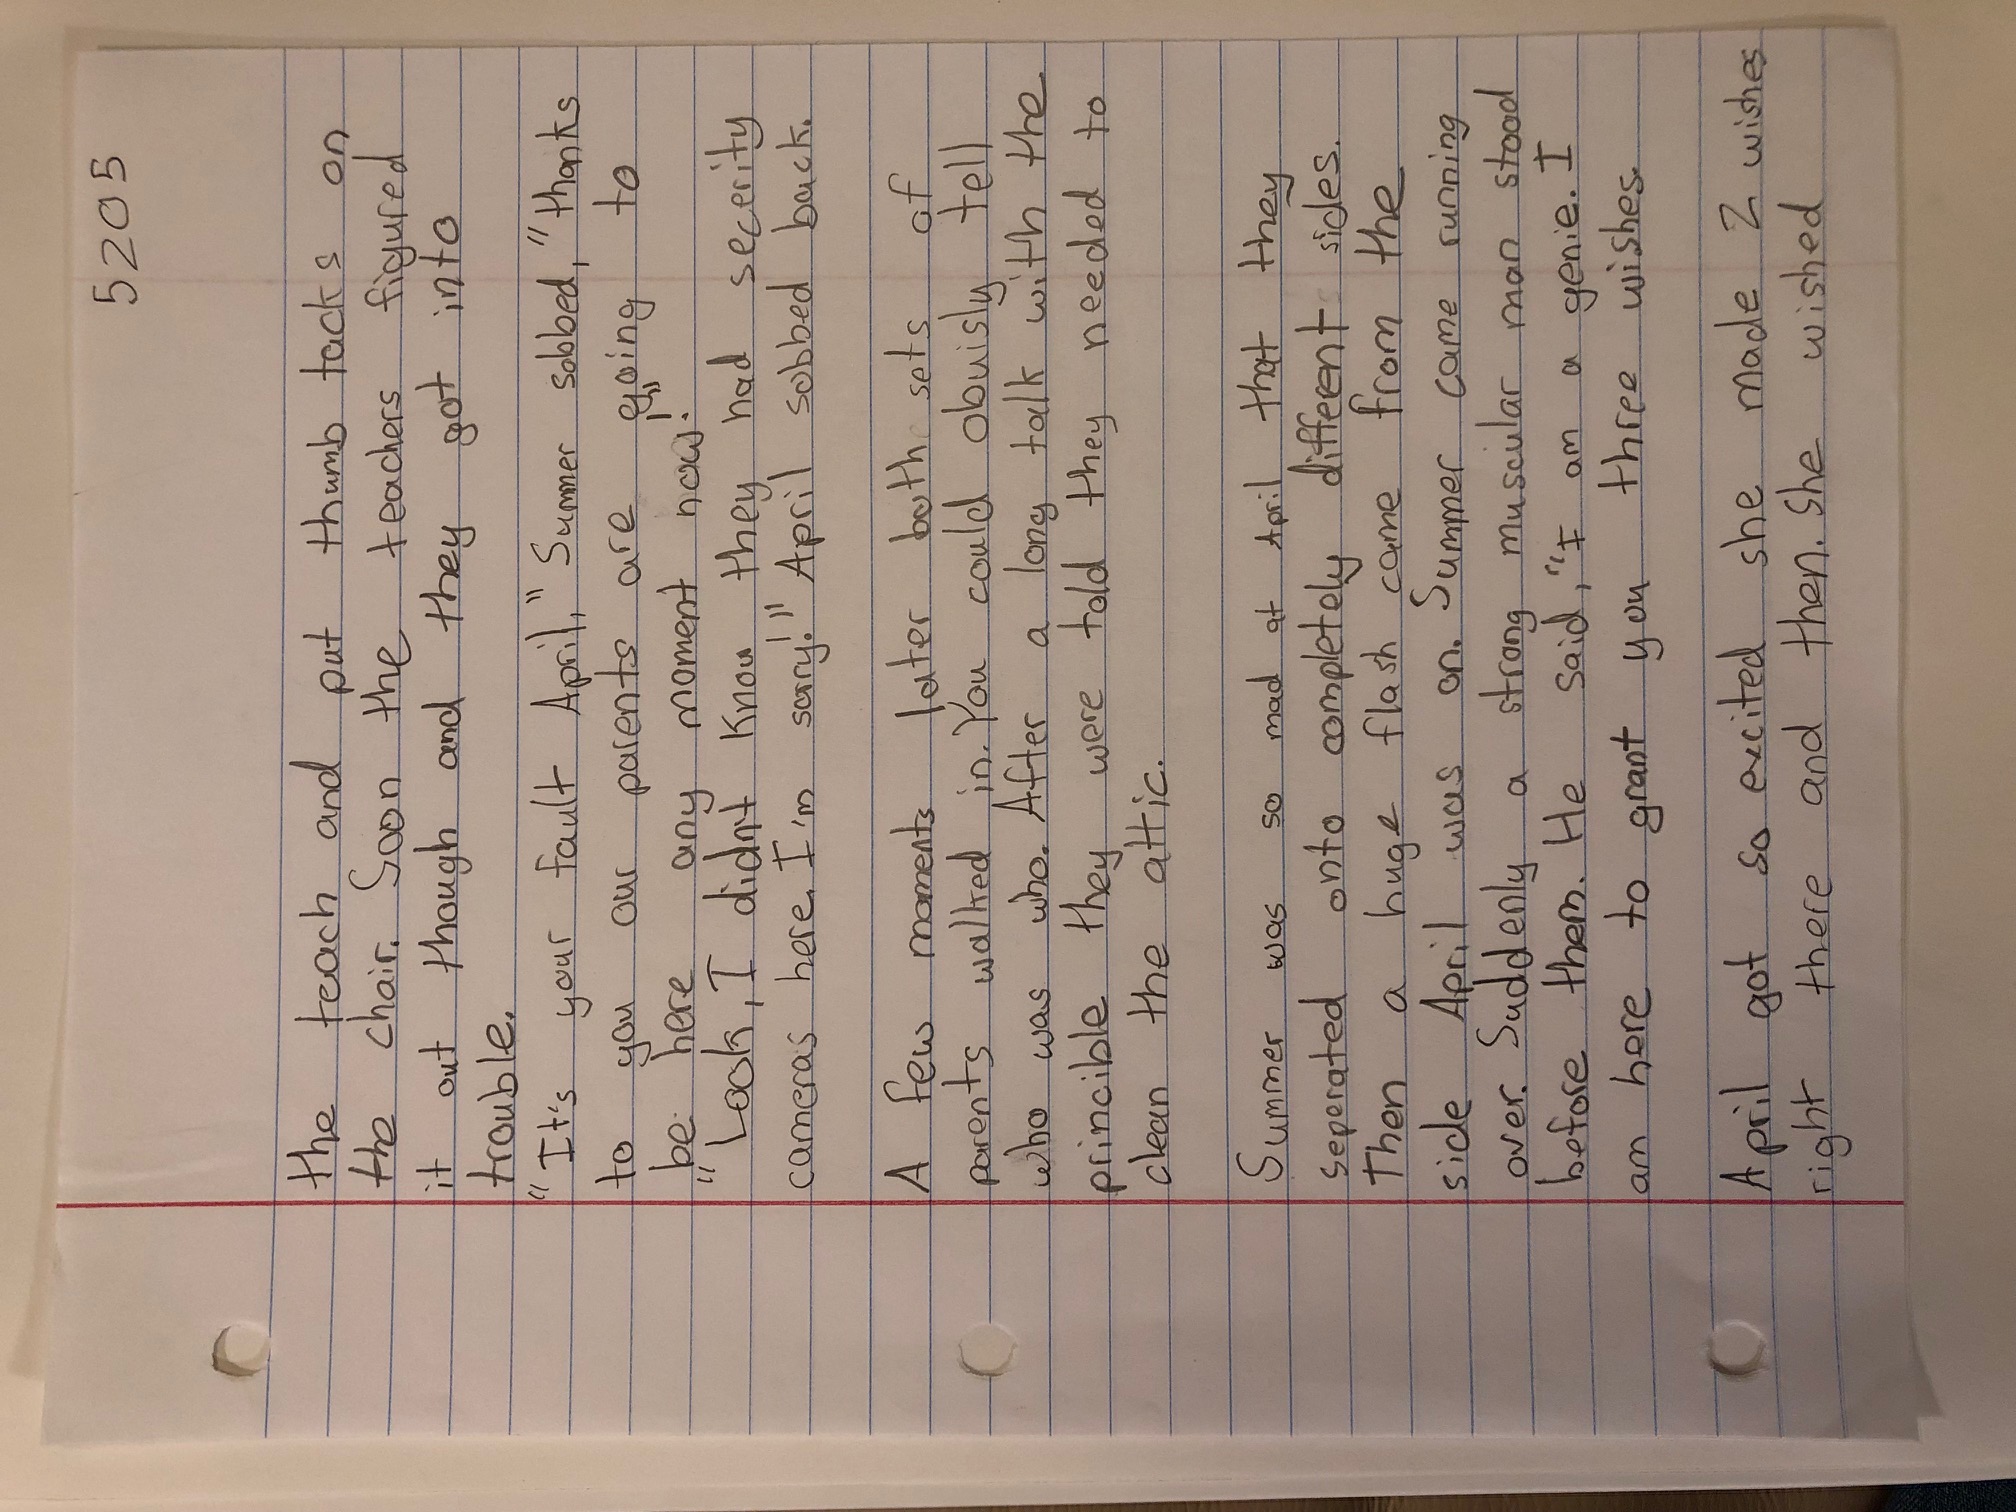 5205
the teach and put thumb tacks on
the chair. Soon the teachers figured
it out though and they got into
trouble.
"It's your fault April," Summer sobbed, "thanks
to you our parents are going to
be here any moment now!"
"Look, I didn't know they had secerity
cameras here. I'm sorry!" April sobbed back.
A few moments later both sets of
parents walked in. You could obuisly tell
who was who. After a long talk with the
princible they were told they needed to
clean the attic.
Summer was so mad at April that they
seperated onto completely different sides.
Then a huge flash came from the
side April was on. Summer came running
over. Suddenly a strong muscular man stood
before them. He said, "I am a genie. I
am here to grant you three wishes.
April got so excited she made 2 wishes
right there and then. She wished